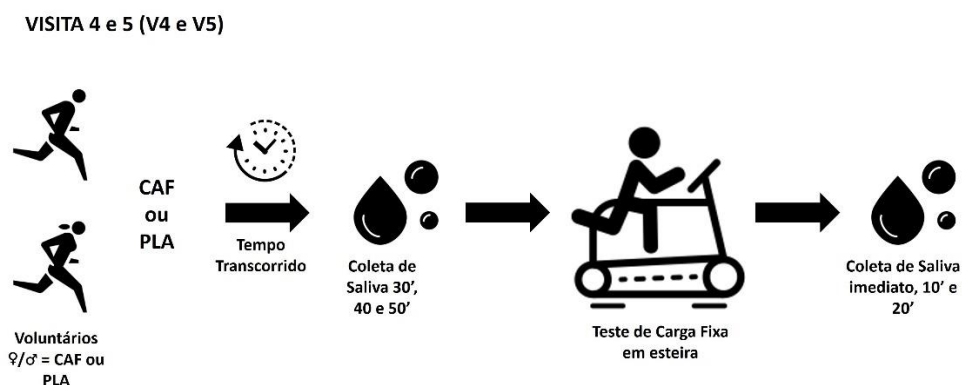 VISITA 4 e 5 (V4 e V5)
CAF
ou
PLA
Voluntários
♀/♂ = CAF ou
PLA
Tempo
Transcorrido
Coleta de
Saliva 30’,
40 e 50’
Teste de Carga Fixa
em esteira
Coleta de Saliva
imediato, 10’ e
20’